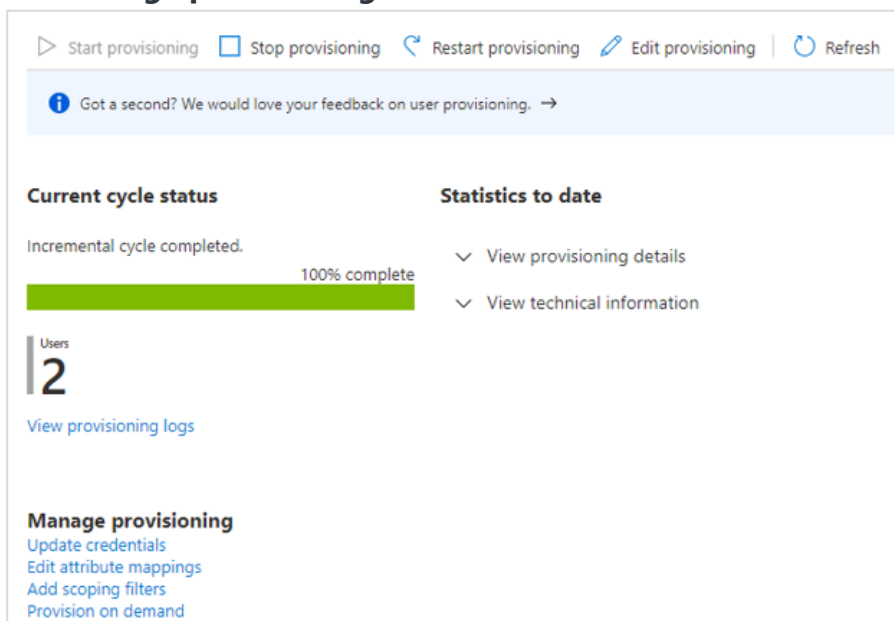 Start provisioning Stop provisioning Restart provisioning Edit provisioning Refresh
Got a second? We would love your feedback on user provisioning. →
Current cycle status
Incremental cycle completed.
100% complete
Users
2
View provisioning logs
Statistics to date
View provisioning details
View technical information
Manage provisioning
Update credentials
Edit attribute mappings
Add scoping filters
Provision on demand